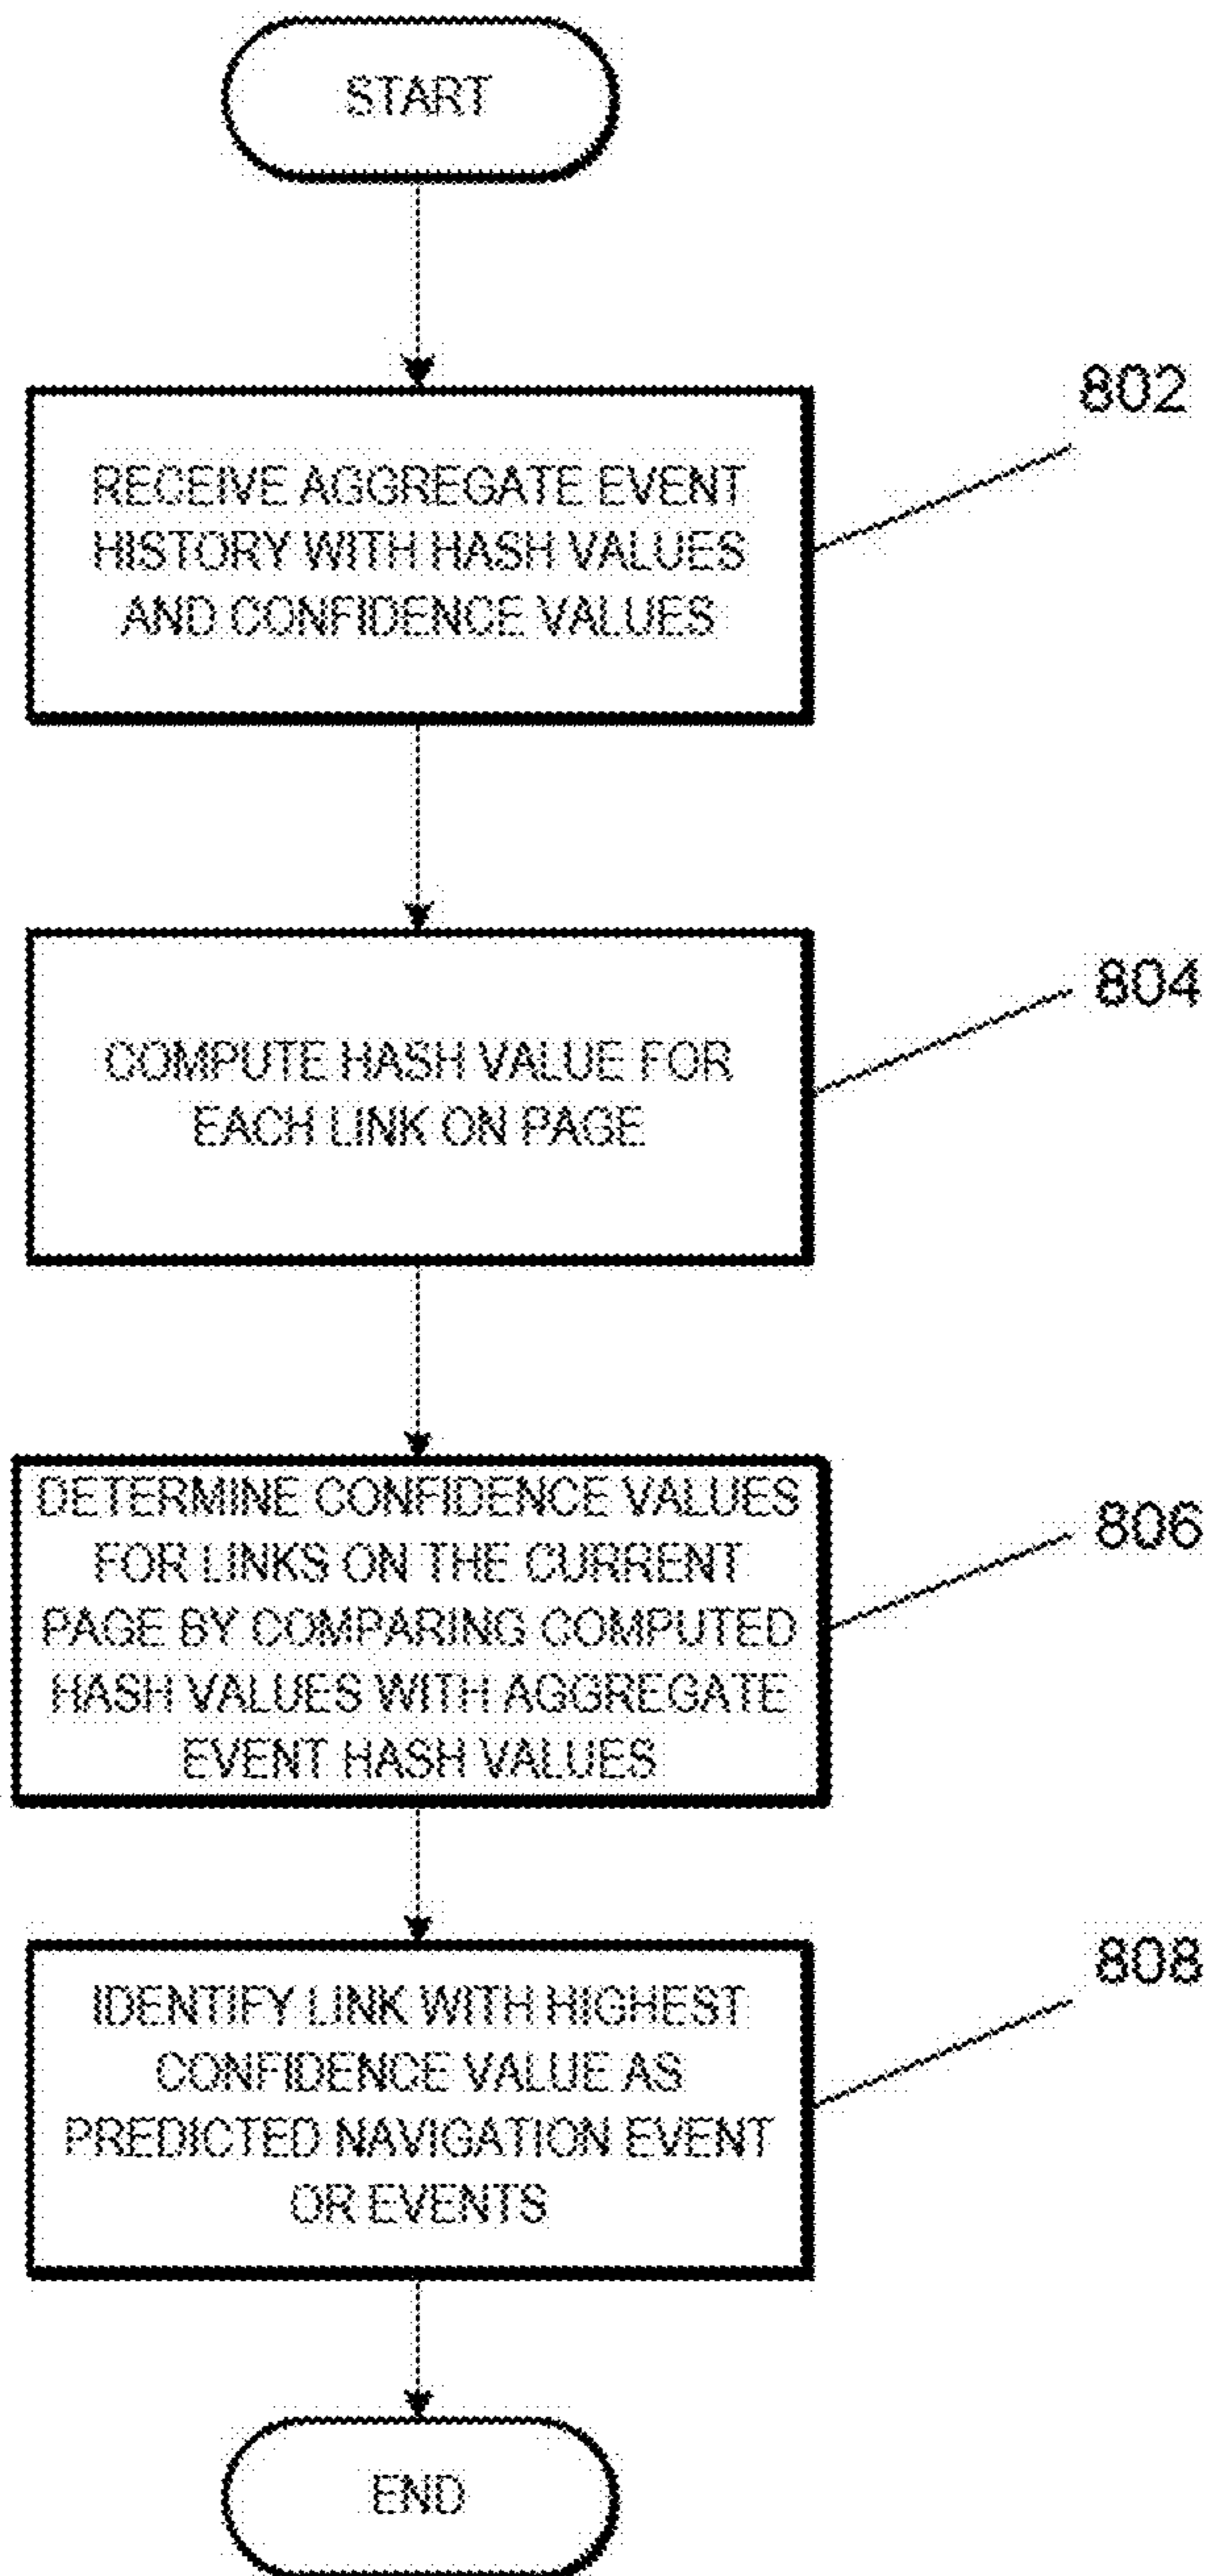 START
802
RECEIVE AGGREGATE EVENT
HISTORY WITH HASH VALUES
AND CONFIDENCE VALUES
804
COMPUTE HASH VALUE FOR
EACH LINK ON PAGE
806
DETERMINE CONFIDENCE VALUES
FOR LINKS ON THE CURRENT
PAGE BY COMPARING COMPUTED
HASH VALUES WITH AGGREGATE
EVENT HASH VALUES
808
IDENTIFY LINK WITH HIGHEST
CONFIDENCE VALUE AS
PREDICTED NAVIGATION EVENT
OR EVENTS
END